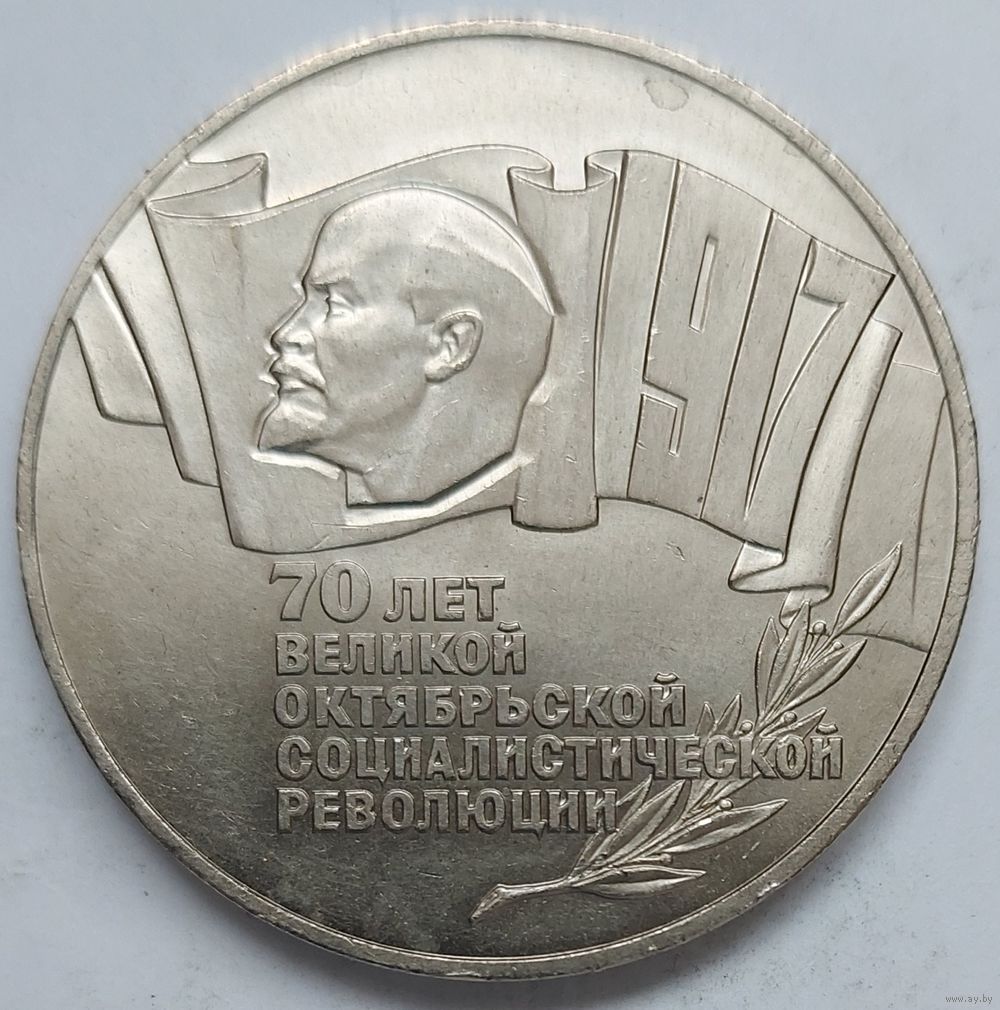 1917
70 ЛЕТ
ВЕЛИКОЙ
ОКТЯБРЬСКОЙ
СОЦИАЛИСТИЧЕСКОЙ
РЕВОЛЮЦИИ
www.ay.by